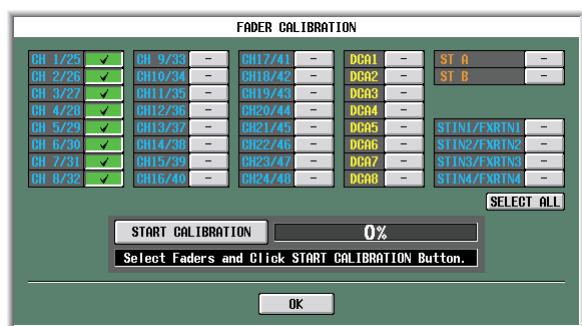 FADER CALIBRATION
CH 1/25 ✓ CH 9/33 – CH17/41 – DCA1 – ST A –
CH 2/26 ✓ CH10/34 – CH18/42 – DCA2 – ST B –
CH 3/27 ✓ CH11/35 – CH19/43 – DCA3 –
CH 4/28 ✓ CH12/36 – CH20/44 – DCA4 –
CH 5/29 ✓ CH13/37 – CH21/45 – DCA5 – STIN1/FXRTN1 –
CH 6/30 ✓ CH14/38 – CH22/46 – DCA6 – STIN2/FXRTN2 –
CH 7/31 ✓ CH15/39 – CH23/47 – DCA7 – STIN3/FXRTN3 –
CH 8/32 ✓ CH16/40 – CH24/48 – DCA8 – STIN4/FXRTN4 –
SELECT ALL
START CALIBRATION 0%
Select Faders and Click START CALIBRATION Button.
OK